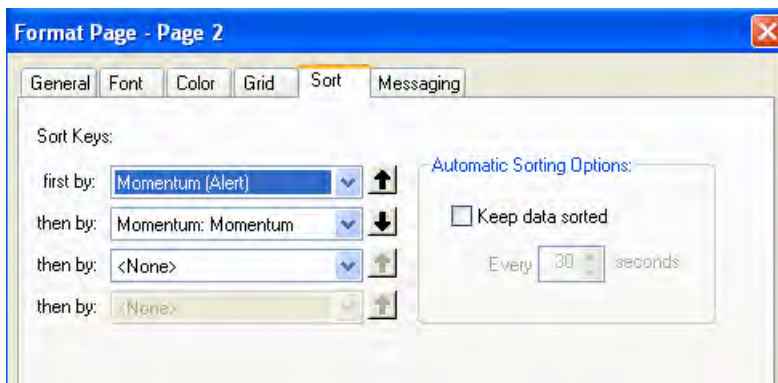 Format Page - Page 2
General Font Color Grid Sort Messaging
Sort Keys:
first by: Momentum (Alert)
then by: Momentum: Momentum
then by: <None>
then by: <None>
Automatic Sorting Options:
Keep data sorted
Every 30 seconds